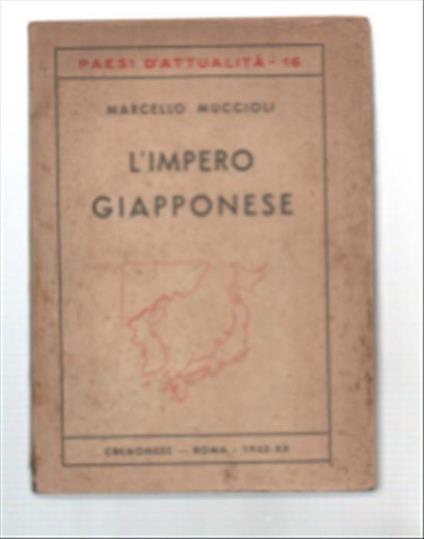 PAESI D'ATTUALITÀ - 16
MARCELLO MUCCIOLI
L'IMPERO
GIAPPONESE
CREMONESE — ROMA - 1942-XX